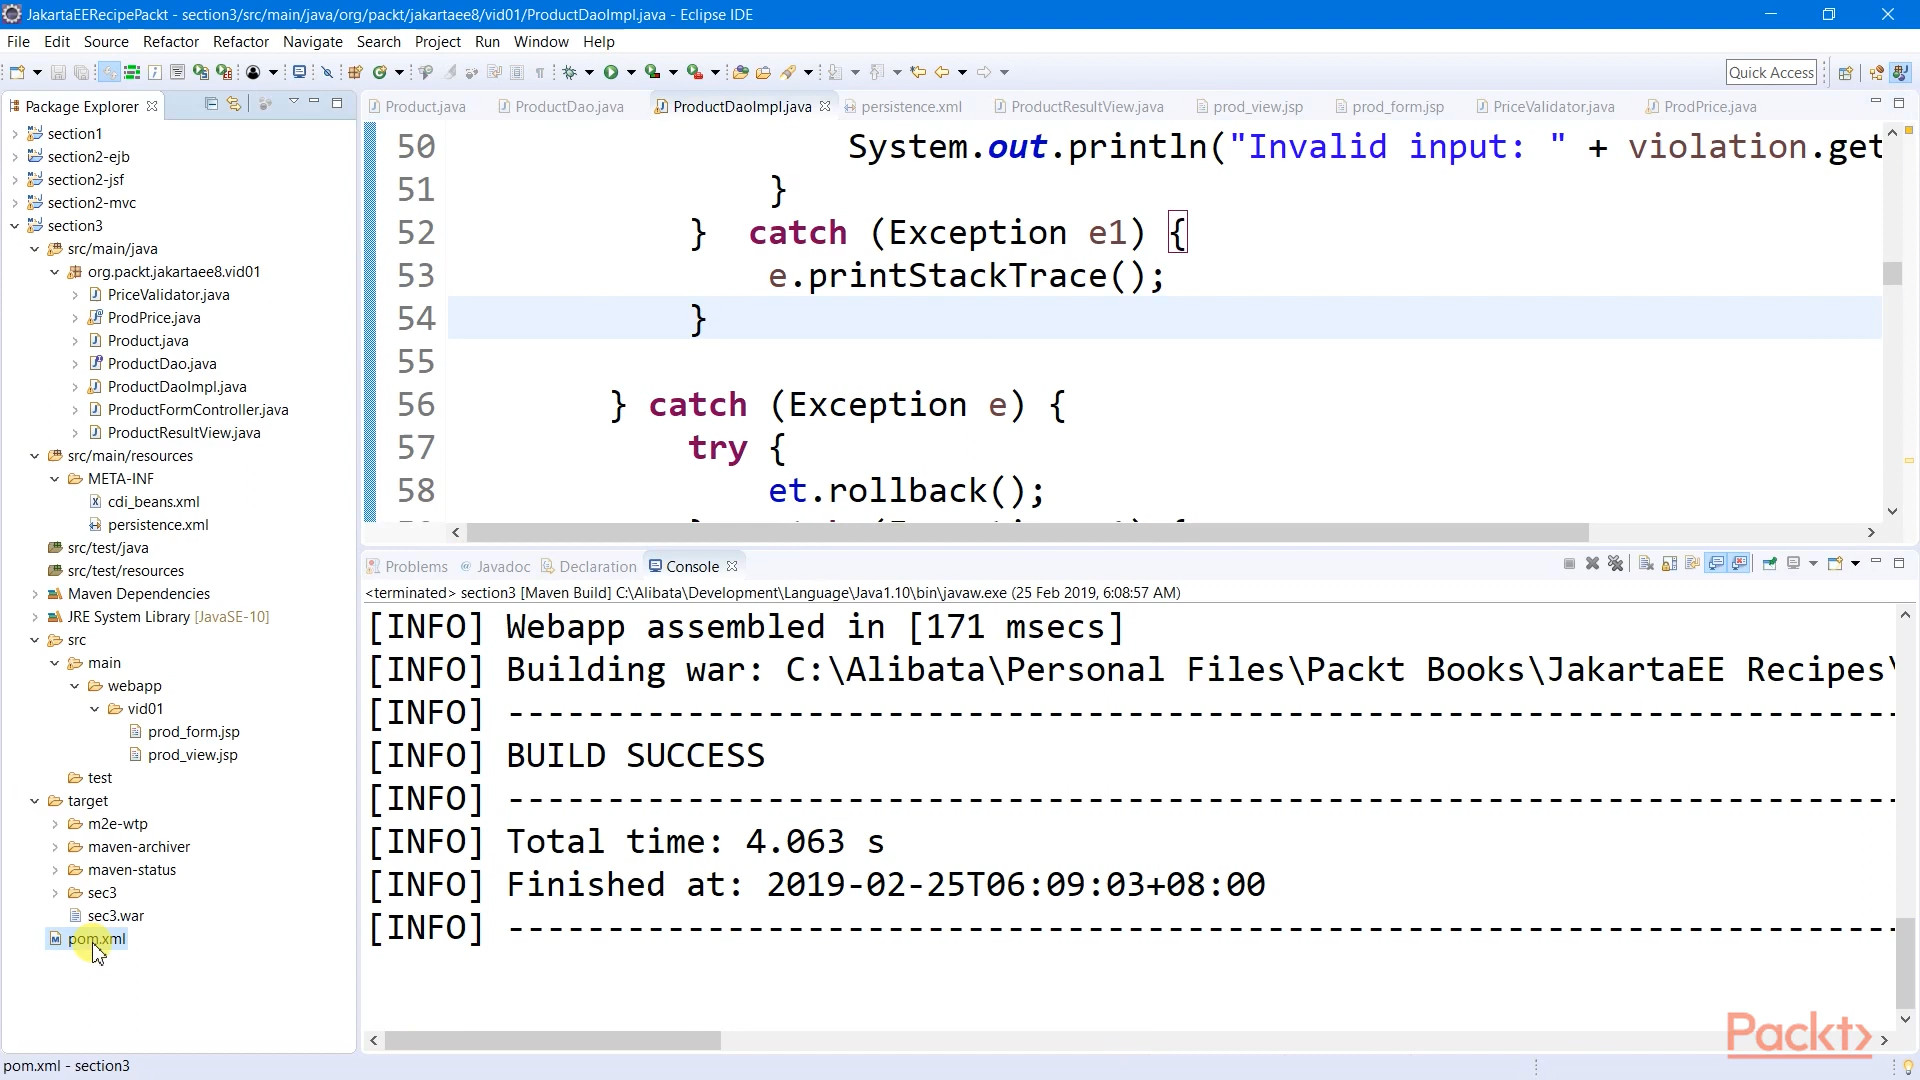 JakartaEERecipePackt - section3/src/main/java/org/packt/jakartaee8/vid01/ProductDaoImpl.java - Eclipse IDE
File Edit Source Refactor Refactor Navigate Search Project Run Window Help
Quick Access
Package Explorer
section1
section2-ejb
section2-jsf
section2-mvc
section3
src/main/java
org.packt.jakartaee8.vid01
PriceValidator.java
ProdPrice.java
Product.java
ProductDao.java
ProductDaoImpl.java
ProductFormController.java
ProductResultView.java
src/main/resources
META-INF
cdi_beans.xml
persistence.xml
src/test/java
src/test/resources
Maven Dependencies
JRE System Library [JavaSE-10]
src
main
webapp
vid01
prod_form.jsp
prod_view.jsp
test
target
m2e-wtp
maven-archiver
maven-status
sec3
sec3.war
pom.xml
Product.java ProductDao.java ProductDaoImpl.java persistence.xml ProductResultView.java prod_view.jsp prod_form.jsp PriceValidator.java ProdPrice.java
50 System.out.println("Invalid input: " + violation.get
51 }
52 } catch (Exception e1) {
53 e.printStackTrace();
54 }
55
56 } catch (Exception e) {
57 try {
58 et.rollback();
Problems @ Javadoc Declaration Console
<terminated> section3 [Maven Build] C:\Alibata\Development\Language\Java1.10\bin\javaw.exe (25 Feb 2019, 6:08:57 AM)
[INFO] Webapp assembled in [171 msecs]
[INFO] Building war: C:\Alibata\Personal Files\Packt Books\JakartaEE Recipes\
[INFO] ------------------------------------------------------------------------
[INFO] BUILD SUCCESS
[INFO] ------------------------------------------------------------------------
[INFO] Total time: 4.063 s
[INFO] Finished at: 2019-02-25T06:09:03+08:00
[INFO] ------------------------------------------------------------------------
Packt>
pom.xml - section3